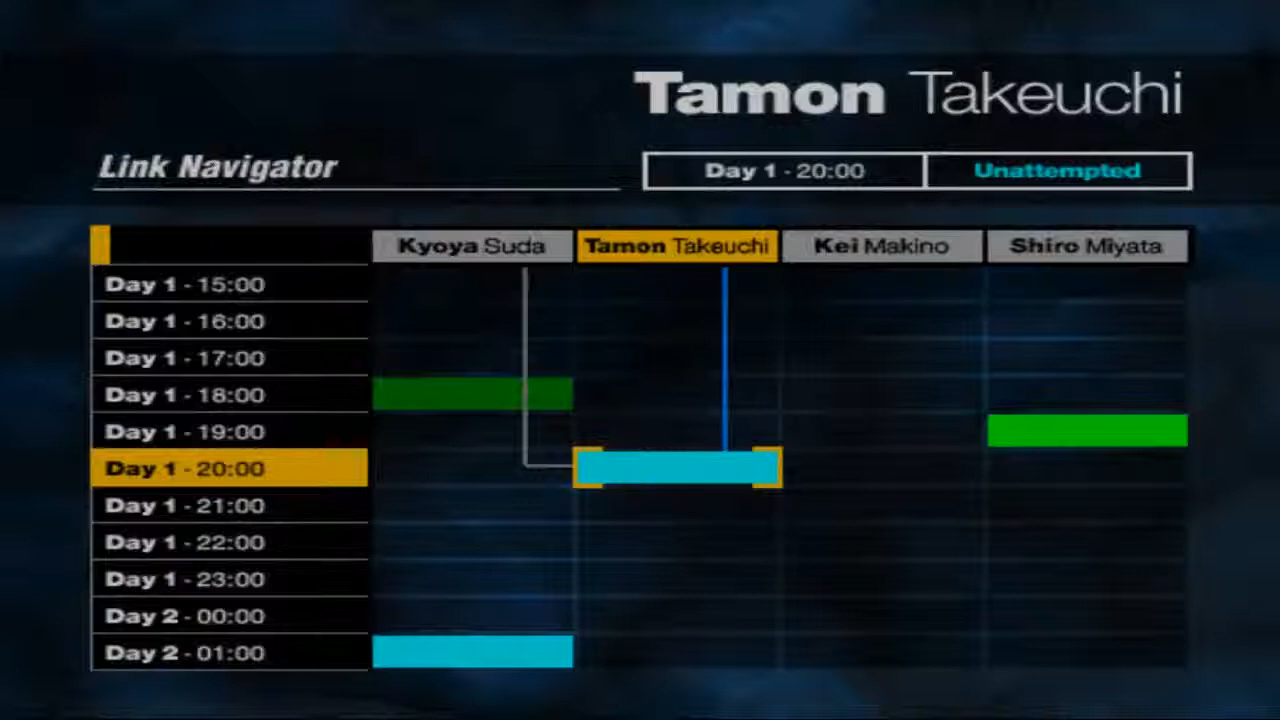 Tamon Takeuchi
Link Navigator
Day 1 - 20:00 Unattempted
Kyoya Suda Tamon Takeuchi Kei Makino Shiro Miyata
Day 1 - 15:00
Day 1 - 16:00
Day 1 - 17:00
Day 1 - 18:00
Day 1 - 19:00
Day 1 - 20:00
Day 1 - 21:00
Day 1 - 22:00
Day 1 - 23:00
Day 2 - 00:00
Day 2 - 01:00